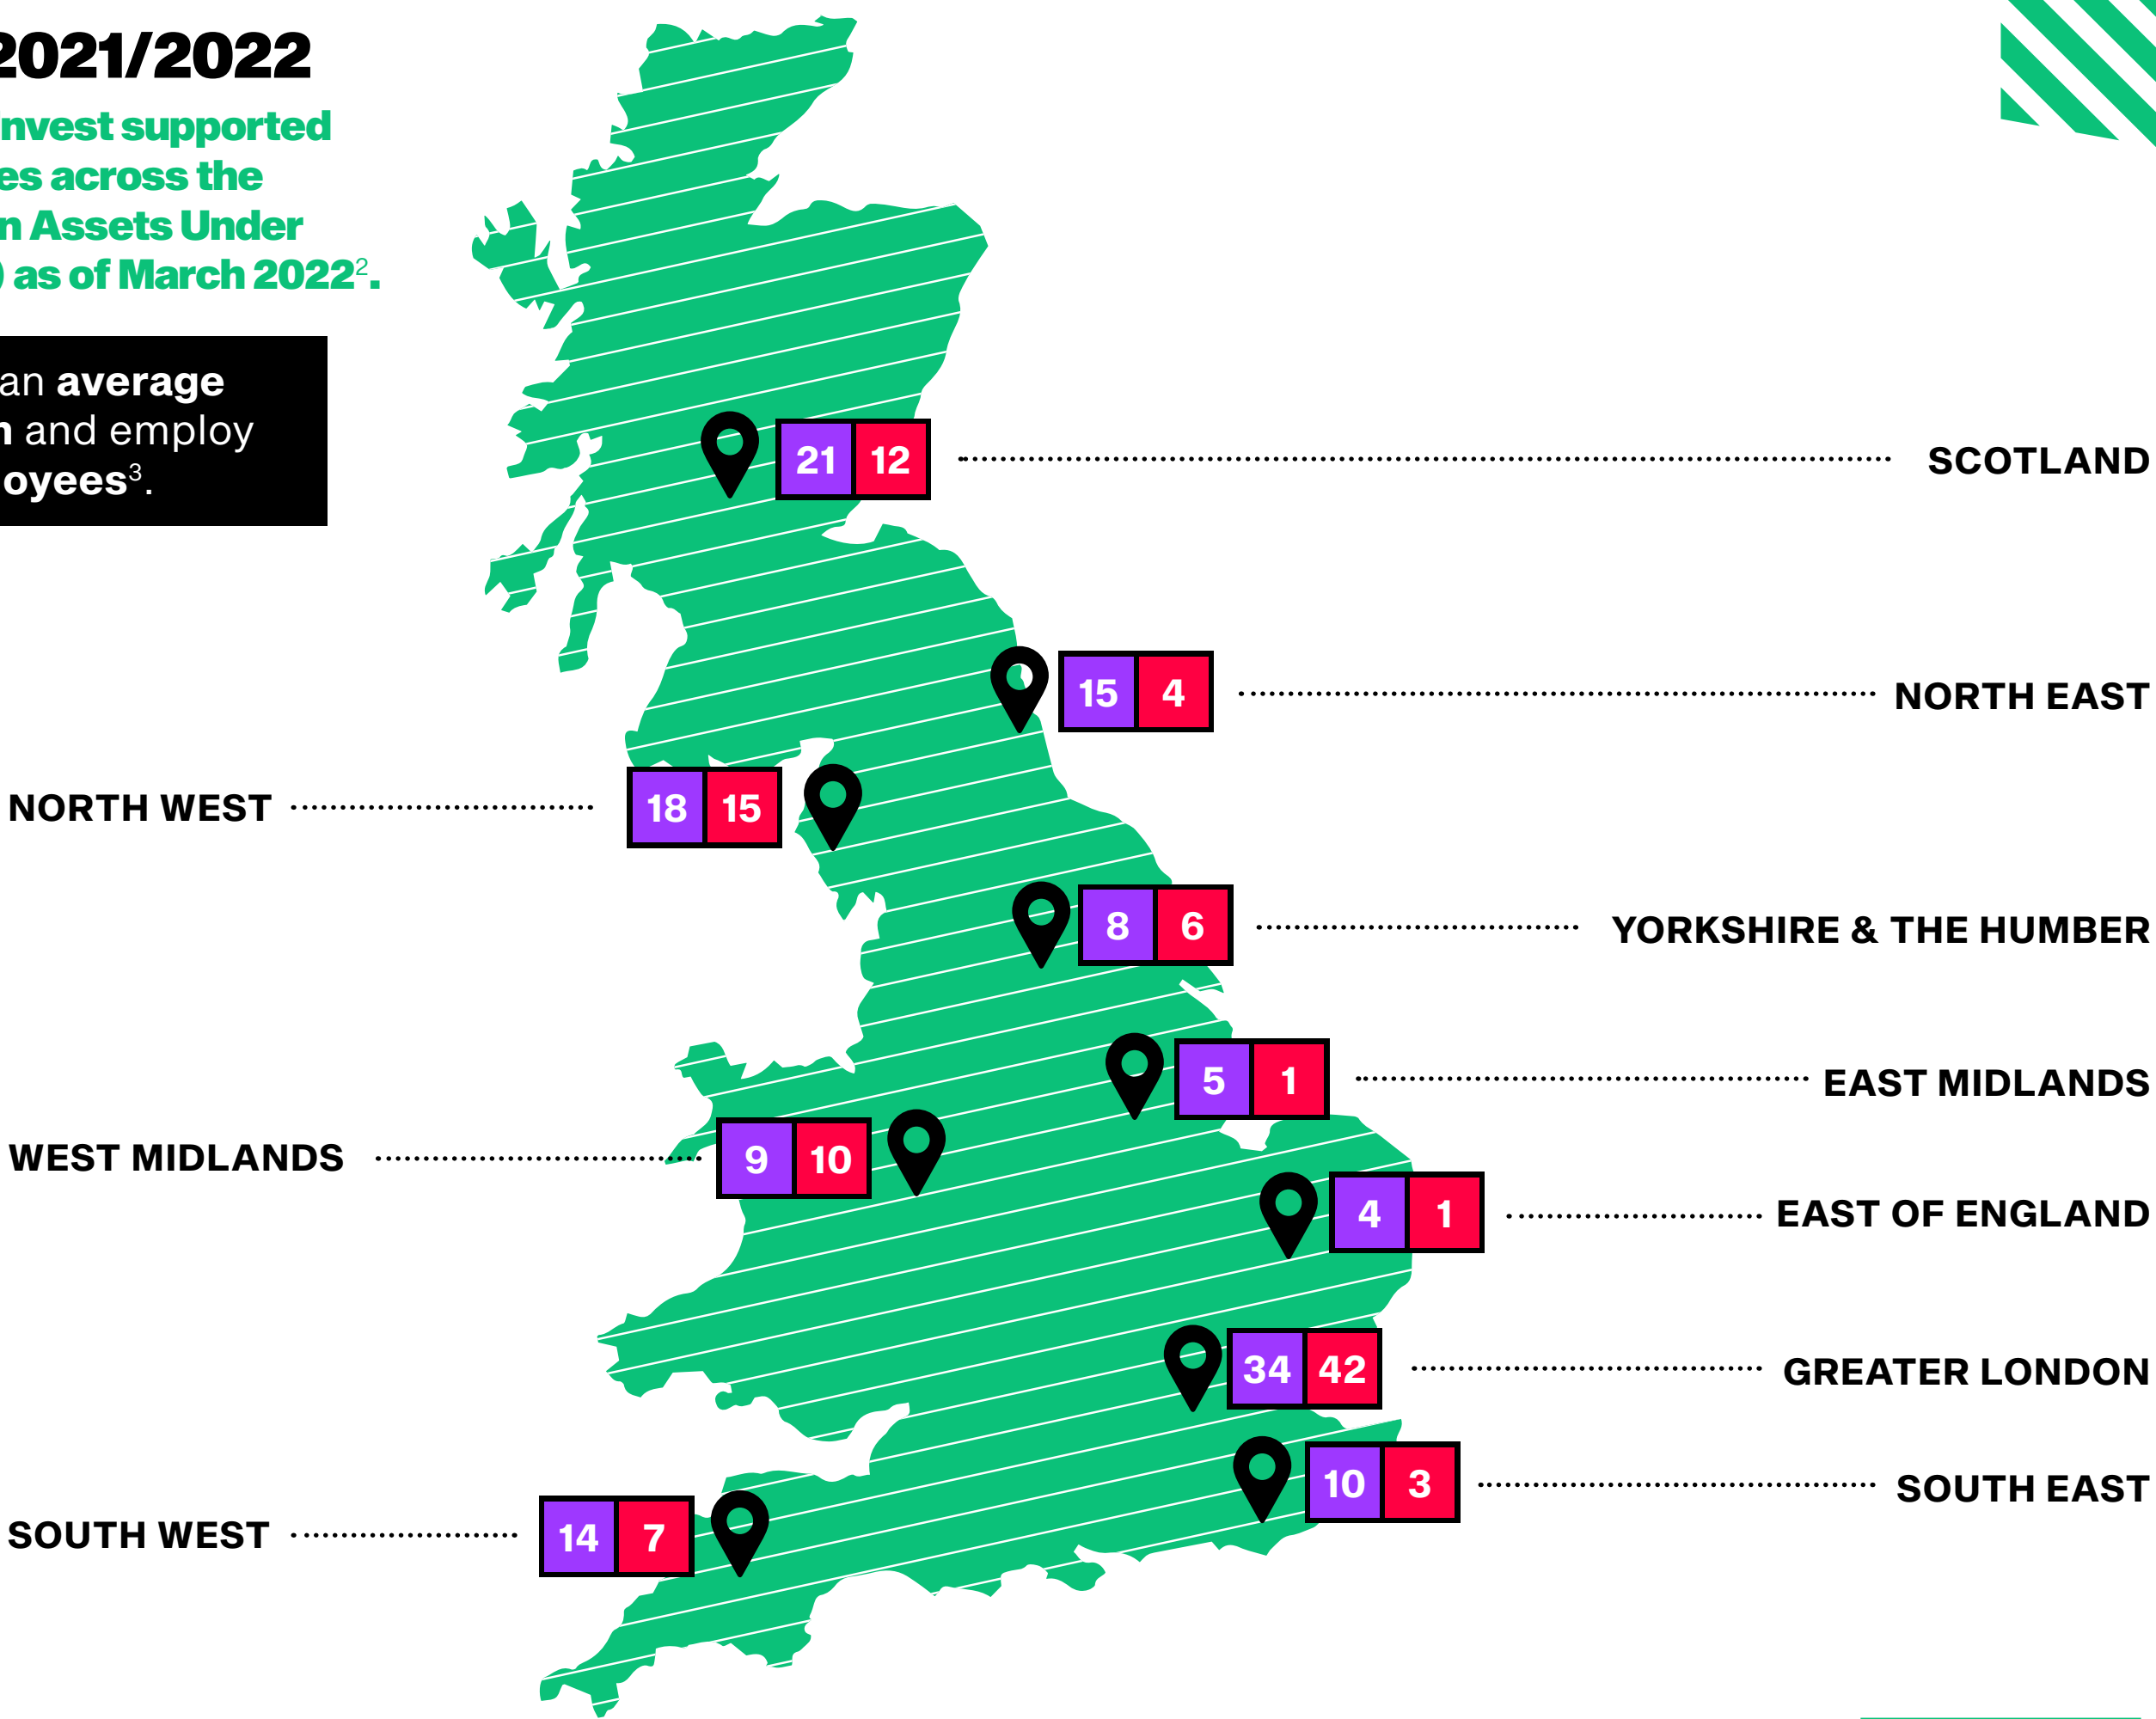 2021/2022
nvest supported
es across the
n Assets Under
) as of March 2022².
an average
n and employ
oyees³.
21 12 SCOTLAND
15 4 NORTH EAST
NORTH WEST 18 15
8 6 YORKSHIRE & THE HUMBER
5 1 EAST MIDLANDS
WEST MIDLANDS 9 10
4 1 EAST OF ENGLAND
34 42 GREATER LONDON
10 3 SOUTH EAST
SOUTH WEST 14 7